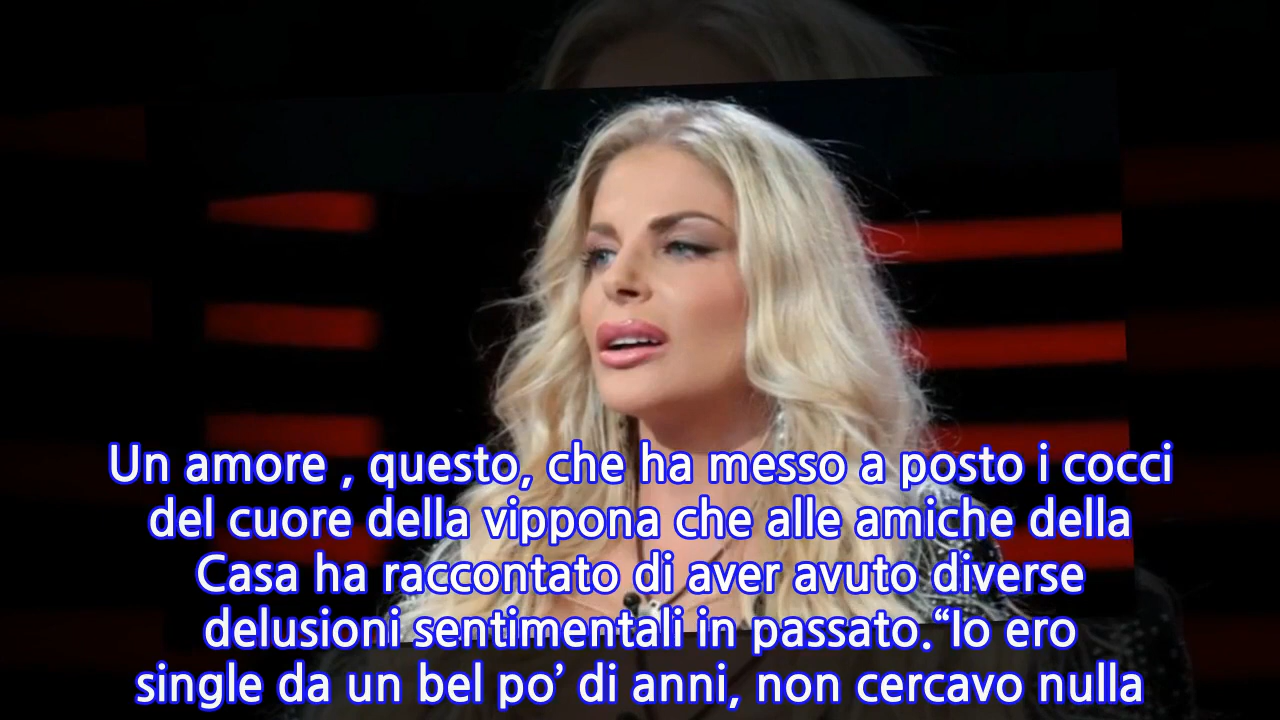 Un amore , questo, che ha messo a posto i cocci
del cuore della vippona che alle amiche della
Casa ha raccontato di aver avuto diverse
delusioni sentimentali in passato.“Io ero
single da un bel po’ di anni, non cercavo nulla